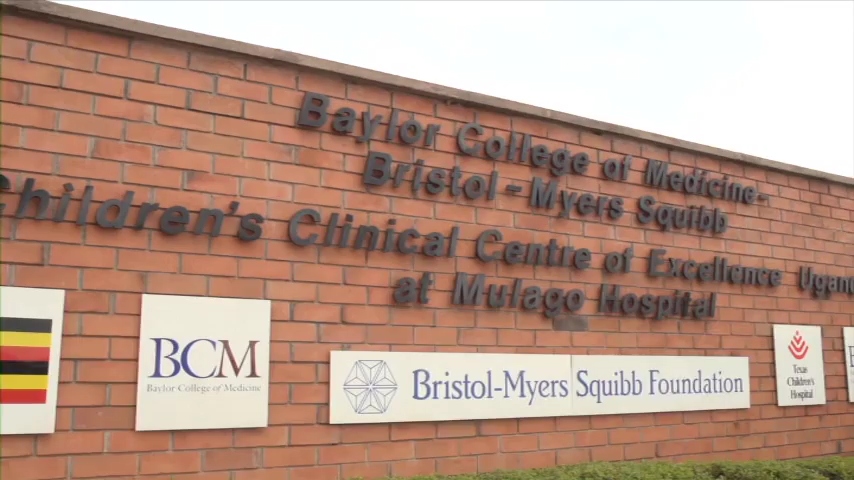 Baylor College of Medicine-
Bristol-Myers Squibb
Children's Clinical Centre of Excellence
at Mulago Hospital
BCM
Baylor College of Medicine
Bristol-Myers Squibb Foundation
Texas
Children's
Hospital